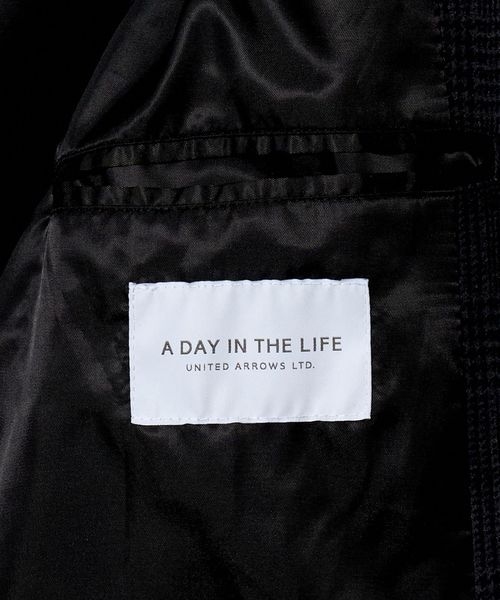 A DAY IN THE LIFE
UNITED ARROWS LTD.